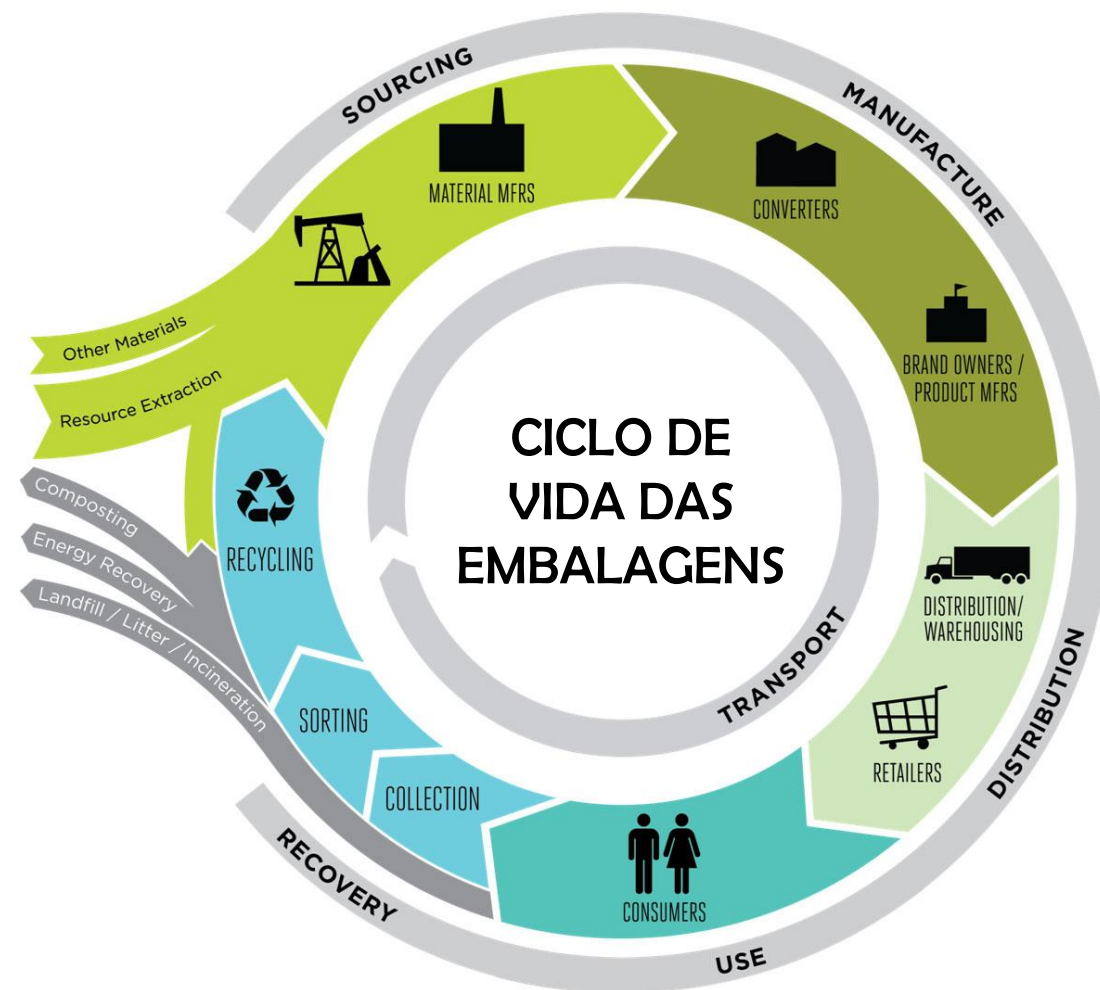 SOURCING
MANUFACTURE
MATERIAL MFRS
CONVERTERS
Other Materials
Resource Extraction
BRAND OWNERS /
PRODUCT MFRS
CICLO DE
VIDA DAS
EMBALAGENS
Composting
Energy Recovery
Landfill / Litter / Incineration
RECYCLING
DISTRIBUTION/
WAREHOUSING
TRANSPORT
DISTRIBUTION
SORTING
RETAILERS
COLLECTION
RECOVERY
CONSUMERS
USE